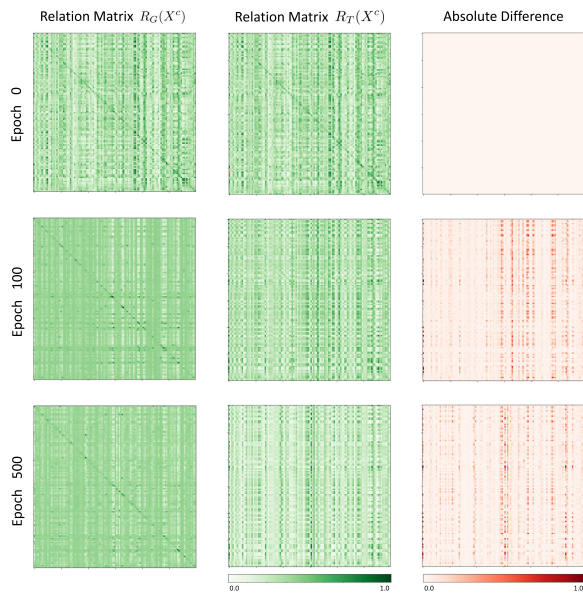 Relation Matrix R_G(X^c)
Relation Matrix R_T(X^c)
Absolute Difference
Epoch 0
Epoch 100
Epoch 500
0.0
1.0
0.0
1.0